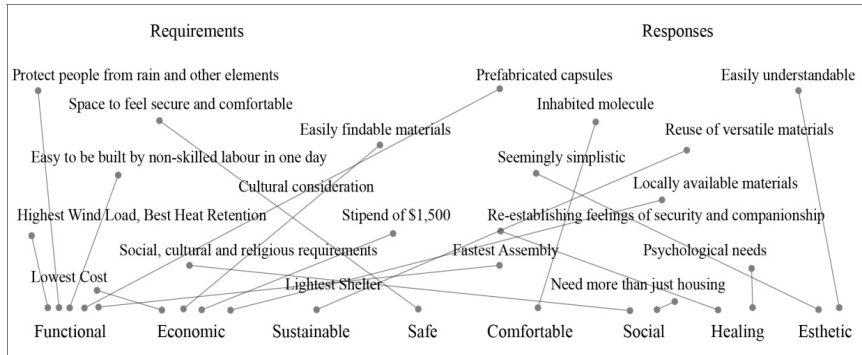 Requirements
Responses
Protect people from rain and other elements
Prefabricated capsules
Easily understandable
Space to feel secure and comfortable
Inhabited molecule
Easily findable materials
Reuse of versatile materials
Easy to be built by non-skilled labour in one day
Seemingly simplistic
Cultural consideration
Locally available materials
Highest Wind Load, Best Heat Retention
Stipend of $1,500
Re-establishing feelings of security and companionship
Social, cultural and religious requirements
Fastest Assembly
Psychological needs
Lowest Cost
Lightest Shelter
Need more than just housing
Functional
Economic
Sustainable
Safe
Comfortable
Social
Healing
Esthetic